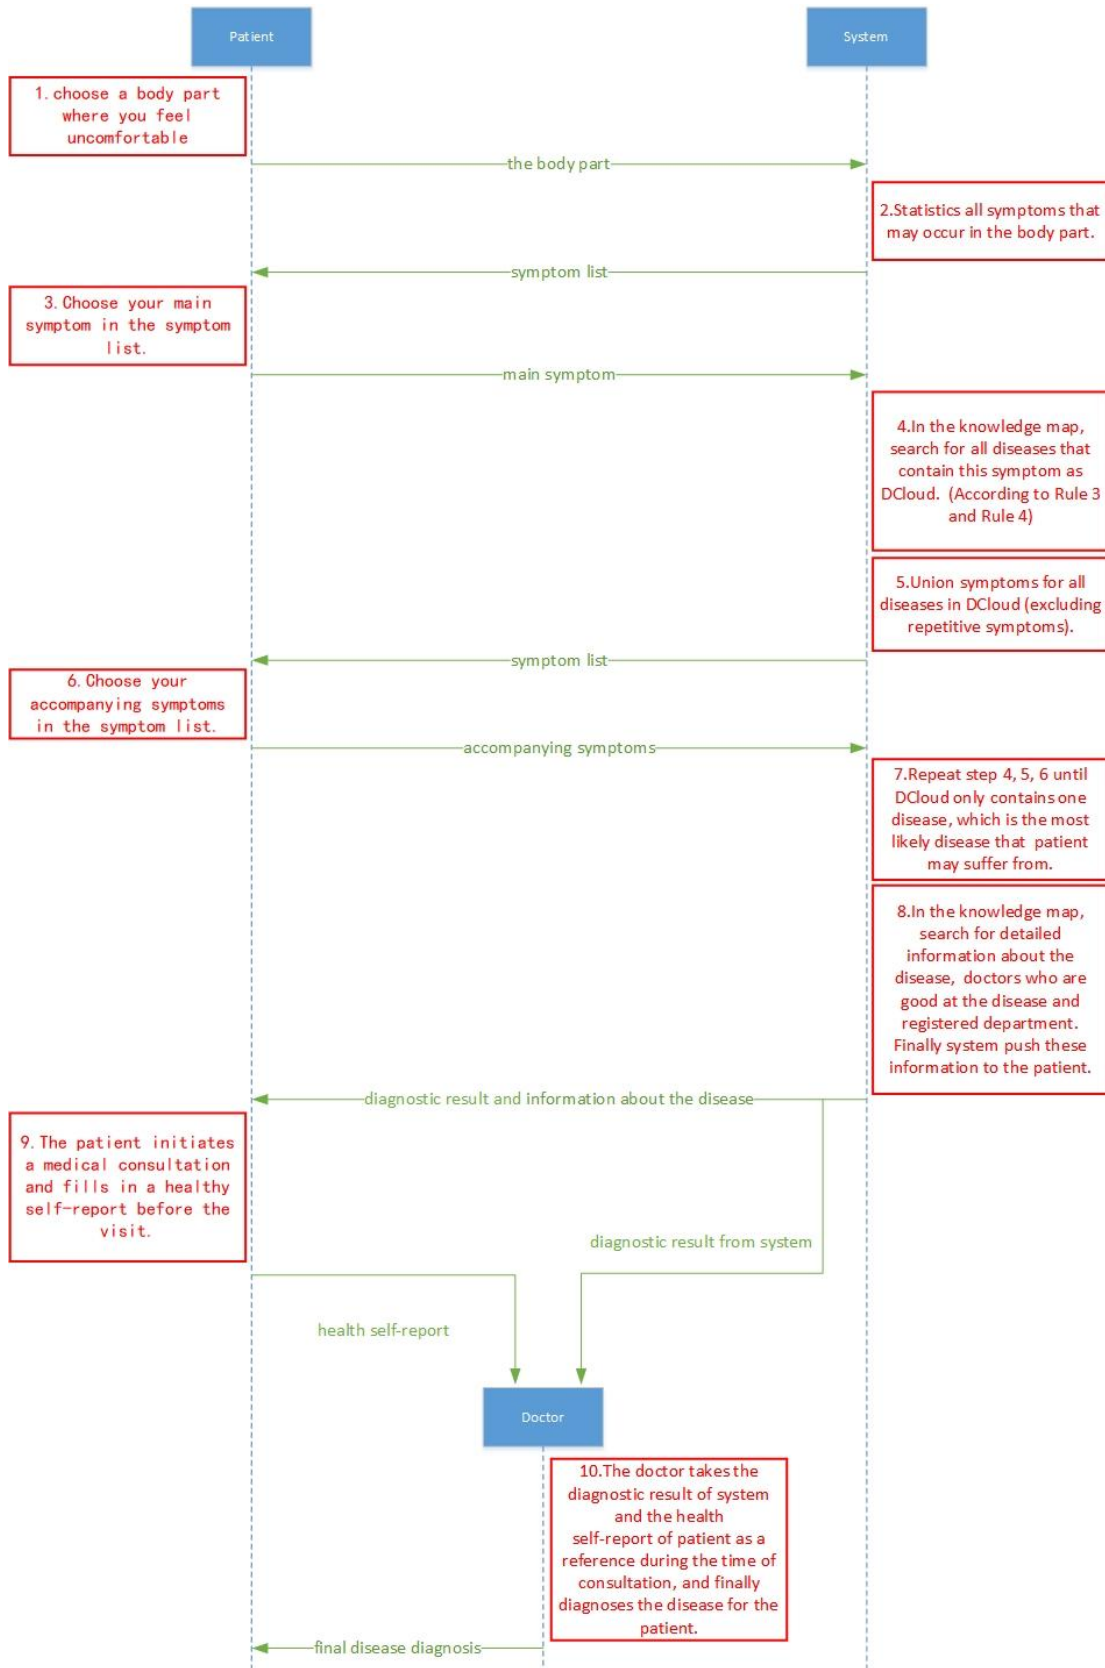 Patient
System
1. choose a body part
where you feel
uncomfortable
the body part
2.Statistics all symptoms that
may occur in the body part.
symptom list
3. Choose your main
symptom in the symptom
list.
main symptom
4.In the knowledge map,
search for all diseases that
contain this symptom as
DCloud. (According to Rule 3
and Rule 4)
5.Union symptoms for all
diseases in DCloud (excluding
repetitive symptoms).
symptom list
6. Choose your
accompanying symptoms
in the symptom list.
accompanying symptoms
7.Repeat step 4, 5, 6 until
DCloud only contains one
disease, which is the most
likely disease that patient
may suffer from.
8.In the knowledge map,
search for detailed
information about the
disease, doctors who are
good at the disease and
registered department.
Finally system push these
information to the patient.
diagnostic result and information about the disease
9. The patient initiates
a medical consultation
and fills in a healthy
self-report before the
visit.
diagnostic result from system
health self-report
Doctor
10.The doctor takes the
diagnostic result of system
and the health
self-report of patient as a
reference during the time of
consultation, and finally
diagnoses the disease for the
patient.
final disease diagnosis